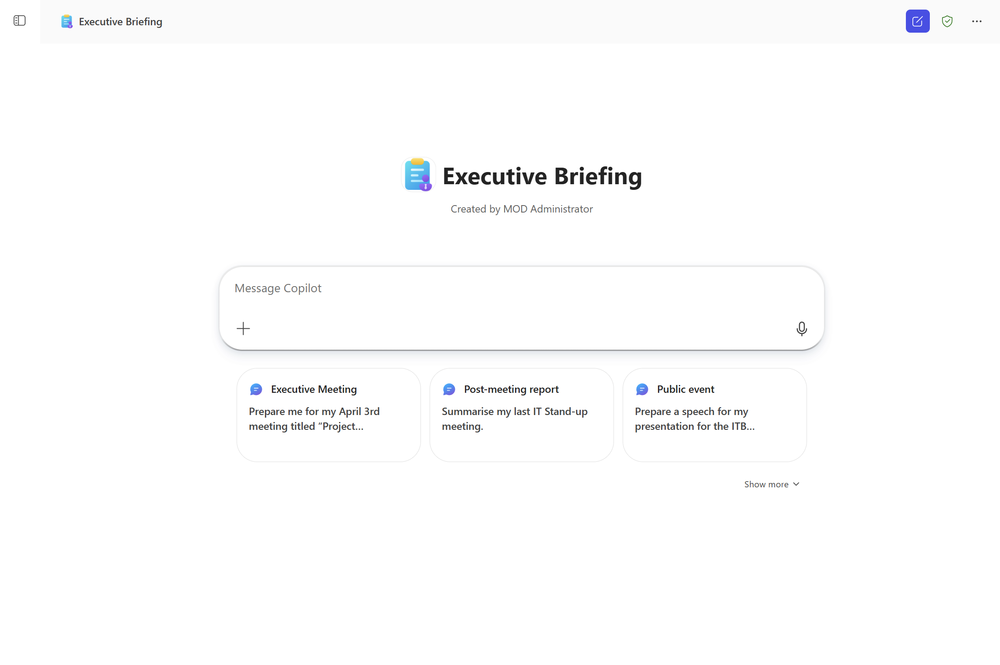 Executive Briefing
Executive Briefing
Created by MOD Administrator
Message Copilot
Executive Meeting
Prepare me for my April 3rd
meeting titled “Project...
Post-meeting report
Summarise my last IT Stand-up
meeting.
Public event
Prepare a speech for my
presentation for the ITB...
Show more